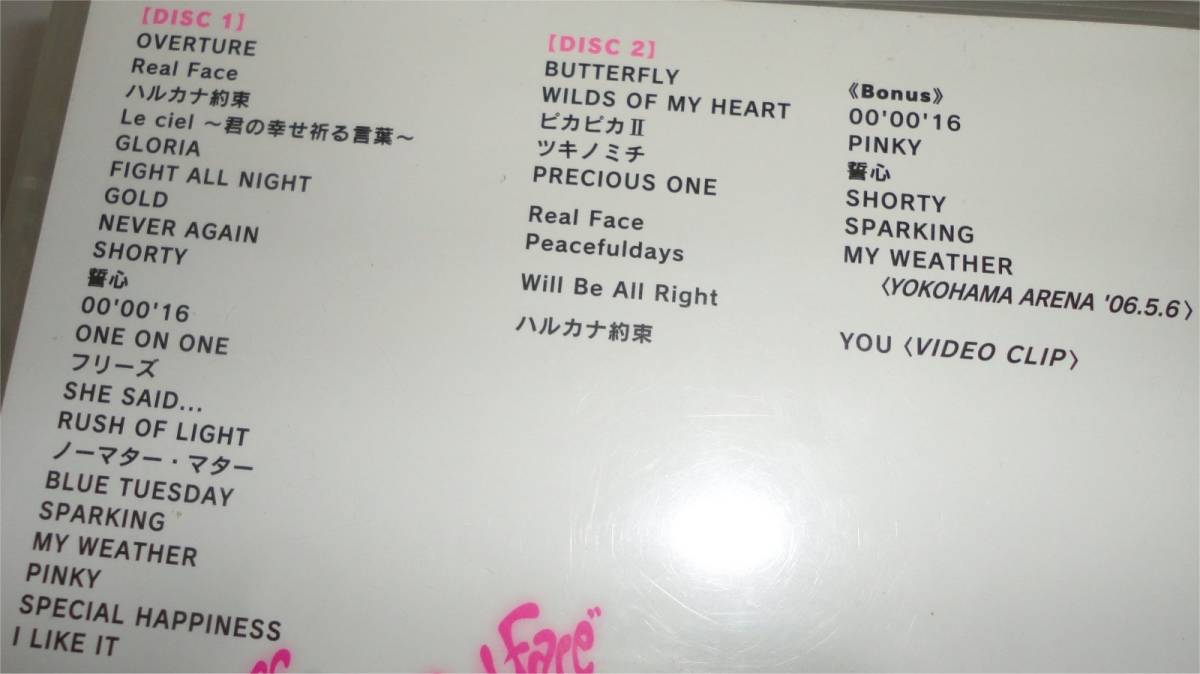 【DISC 1】
OVERTURE
Real Face
ハルカナ約束
Le ciel 〜君の幸せ祈る言葉〜
GLORIA
FIGHT ALL NIGHT
GOLD
NEVER AGAIN
SHORTY
誓心
00'00'16
ONE ON ONE
フリーズ
SHE SAID...
RUSH OF LIGHT
ノーマター・マター
BLUE TUESDAY
SPARKING
MY WEATHER
PINKY
SPECIAL HAPPINESS
I LIKE IT
【DISC 2】
BUTTERFLY
WILDS OF MY HEART
ピカピカⅡ
ツキノミチ
PRECIOUS ONE
Real Face
Peacefuldays
Will Be All Right
ハルカナ約束
《Bonus》
00'00'16
PINKY
誓心
SHORTY
SPARKING
MY WEATHER
〈YOKOHAMA ARENA '06.5.6〉
YOU〈VIDEO CLIP〉
Face"